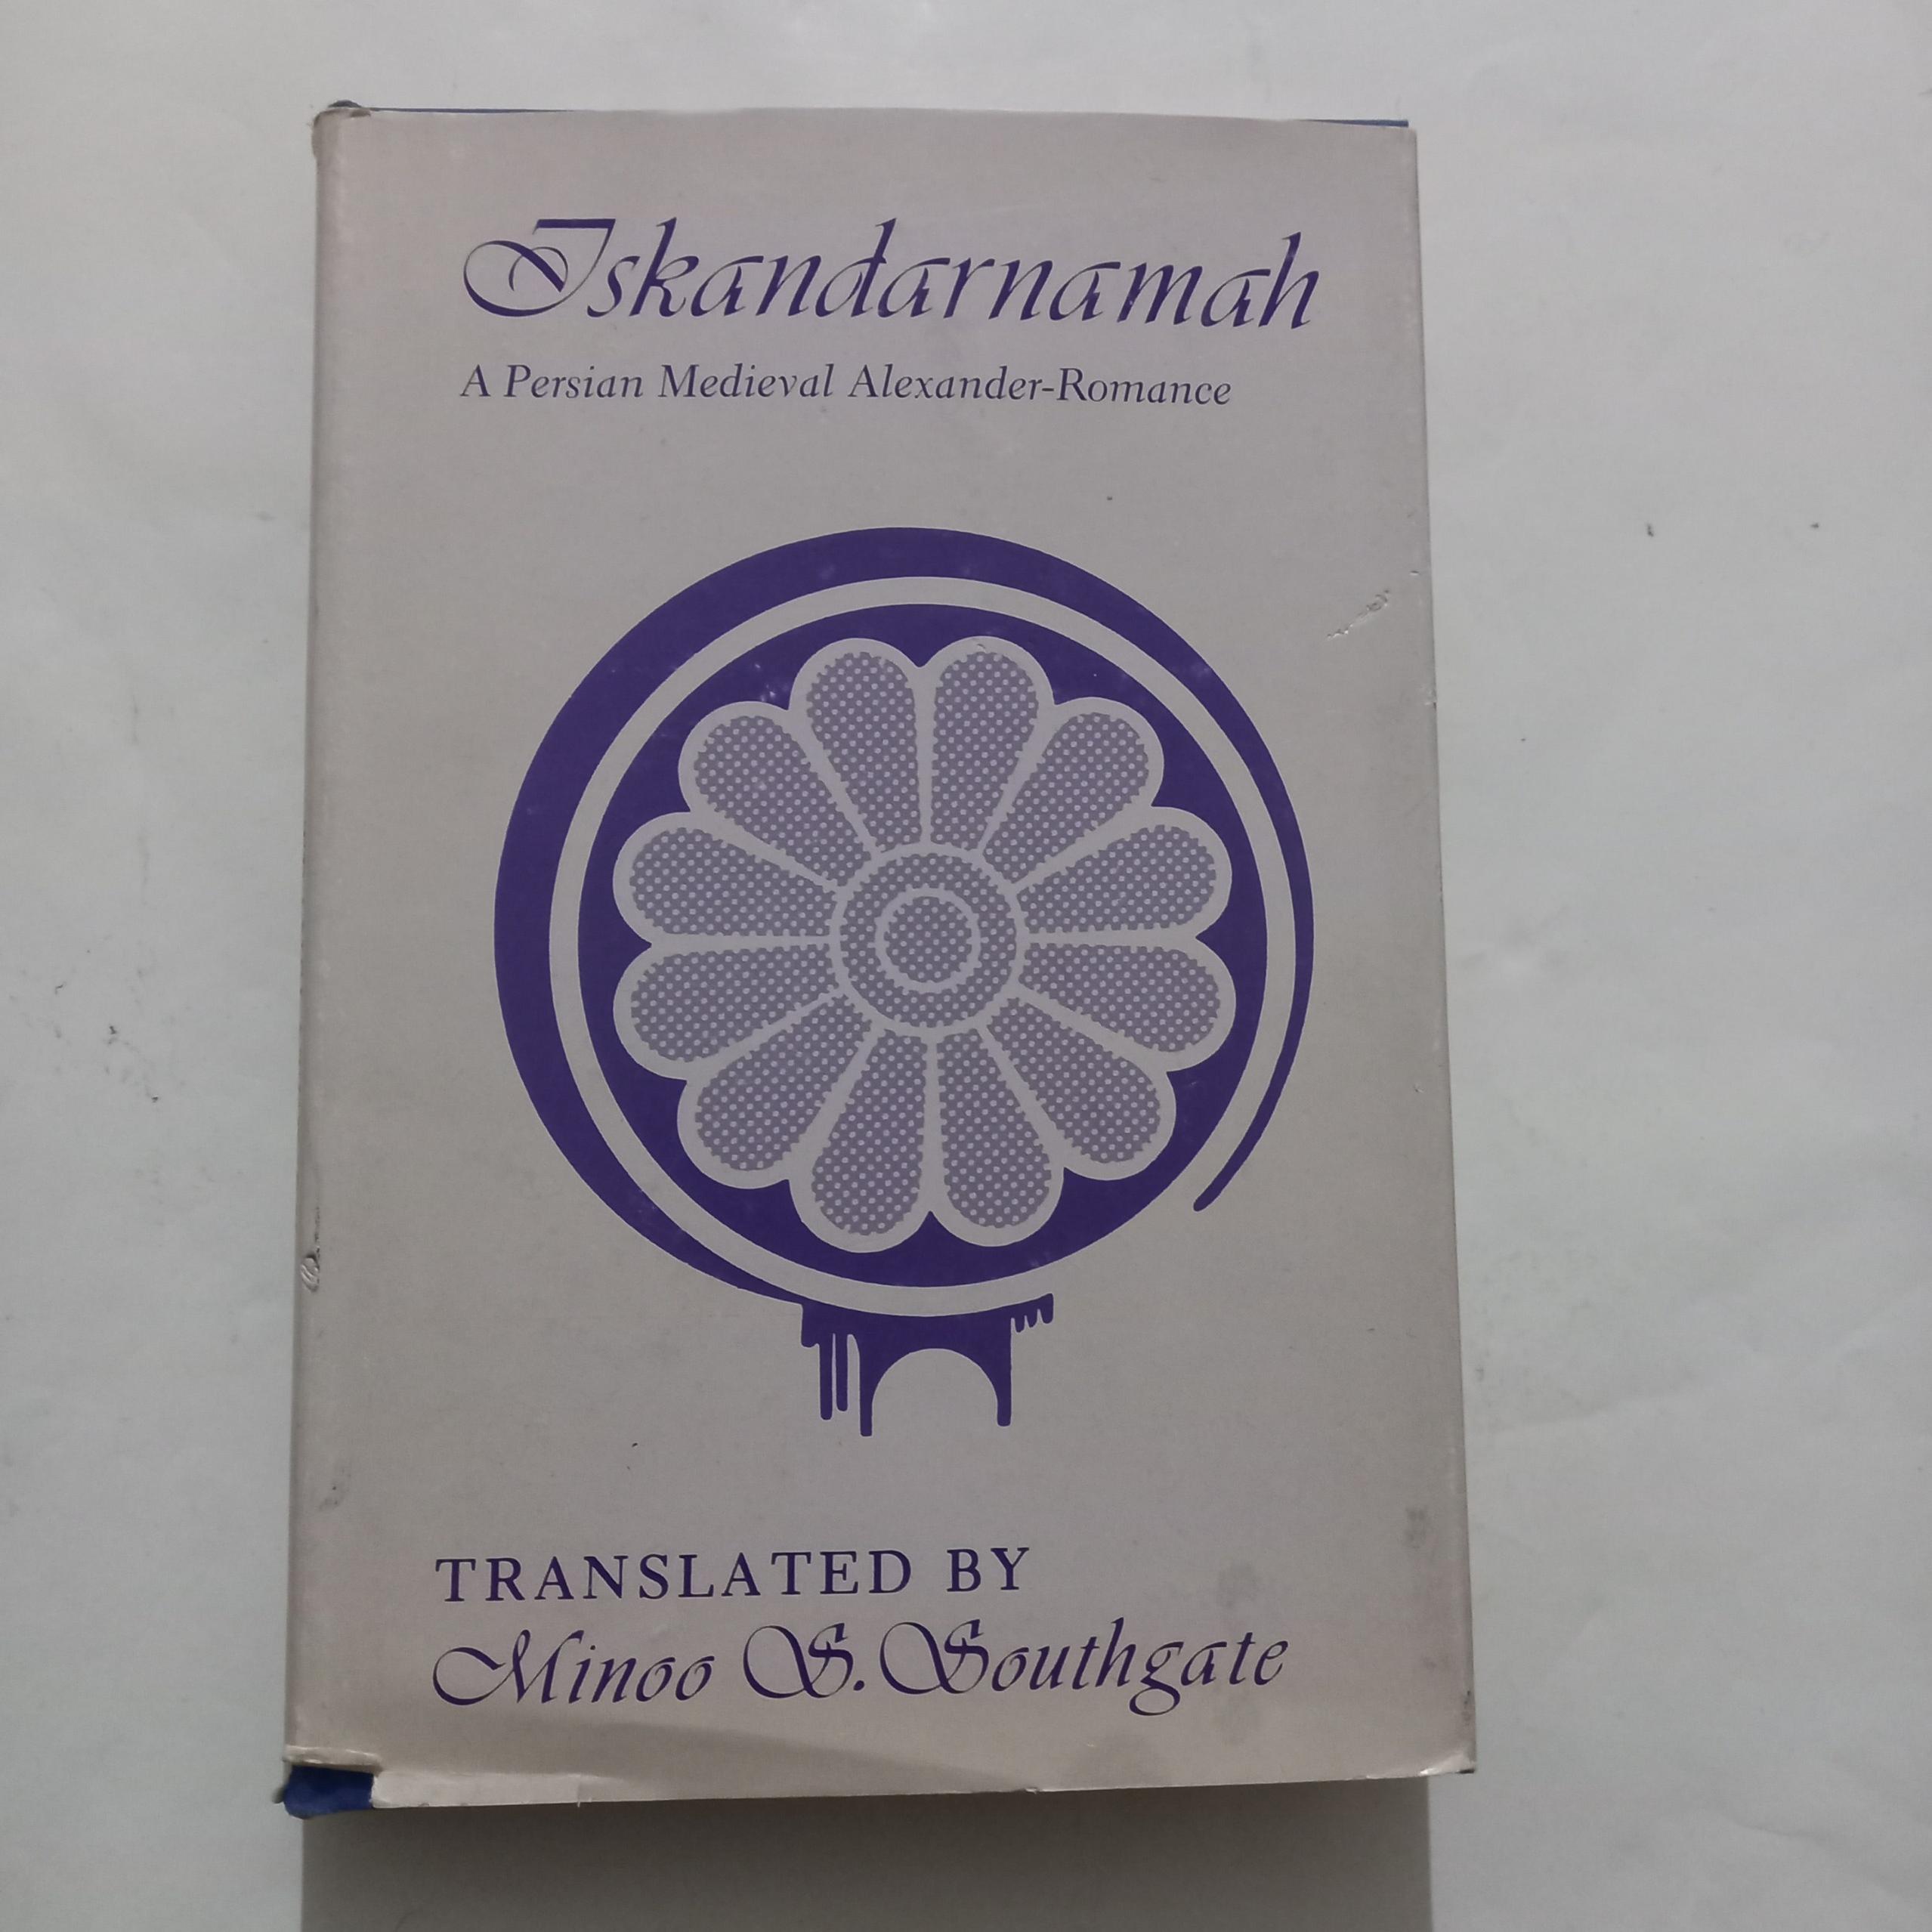 Iskandarnamah
A Persian Medieval Alexander-Romance
TRANSLATED BY
Minoo S. Southgate